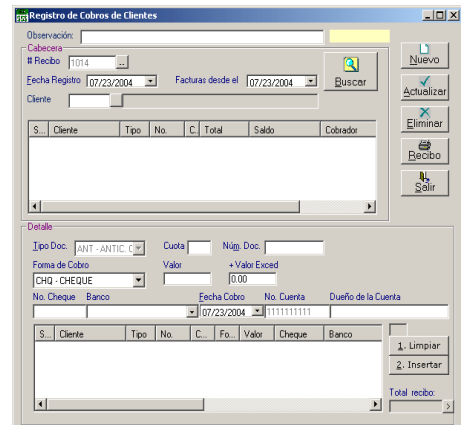 Registro de Cobros de Clientes
Observación:
Cabecera
# Recibo 1014 ..
Fecha Registro 07/23/2004 Facturas desde el 07/23/2004
Buscar
Cliente
S... Cliente Tipo No. C.. Total Saldo Cobrador
Nuevo
Actualizar
Eliminar
Recibo
Salir
Detalle
Tipo Doc. ANT - ANTIC. C Cuota Núm. Doc.
Forma de Cobro Valor + Valor Exced
CHQ - CHEQUE 0.00
No. Cheque Banco Fecha Cobro No. Cuenta Dueño de la Cuenta
07/23/2004 1111111111
S... Cliente Tipo No. C... Fo... Valor Cheque Banco
1. Limpiar
2. Insertar
Total recibo:
>